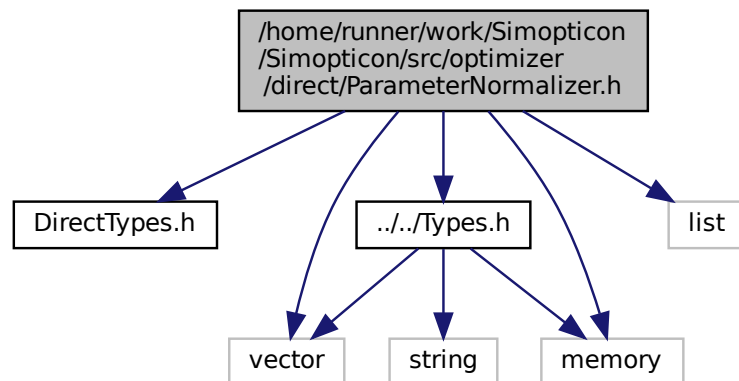 /home/runner/work/Simopticon
/Simopticon/src/optimizer
/direct/ParameterNormalizer.h
DirectTypes.h
../../Types.h
list
vector
string
memory